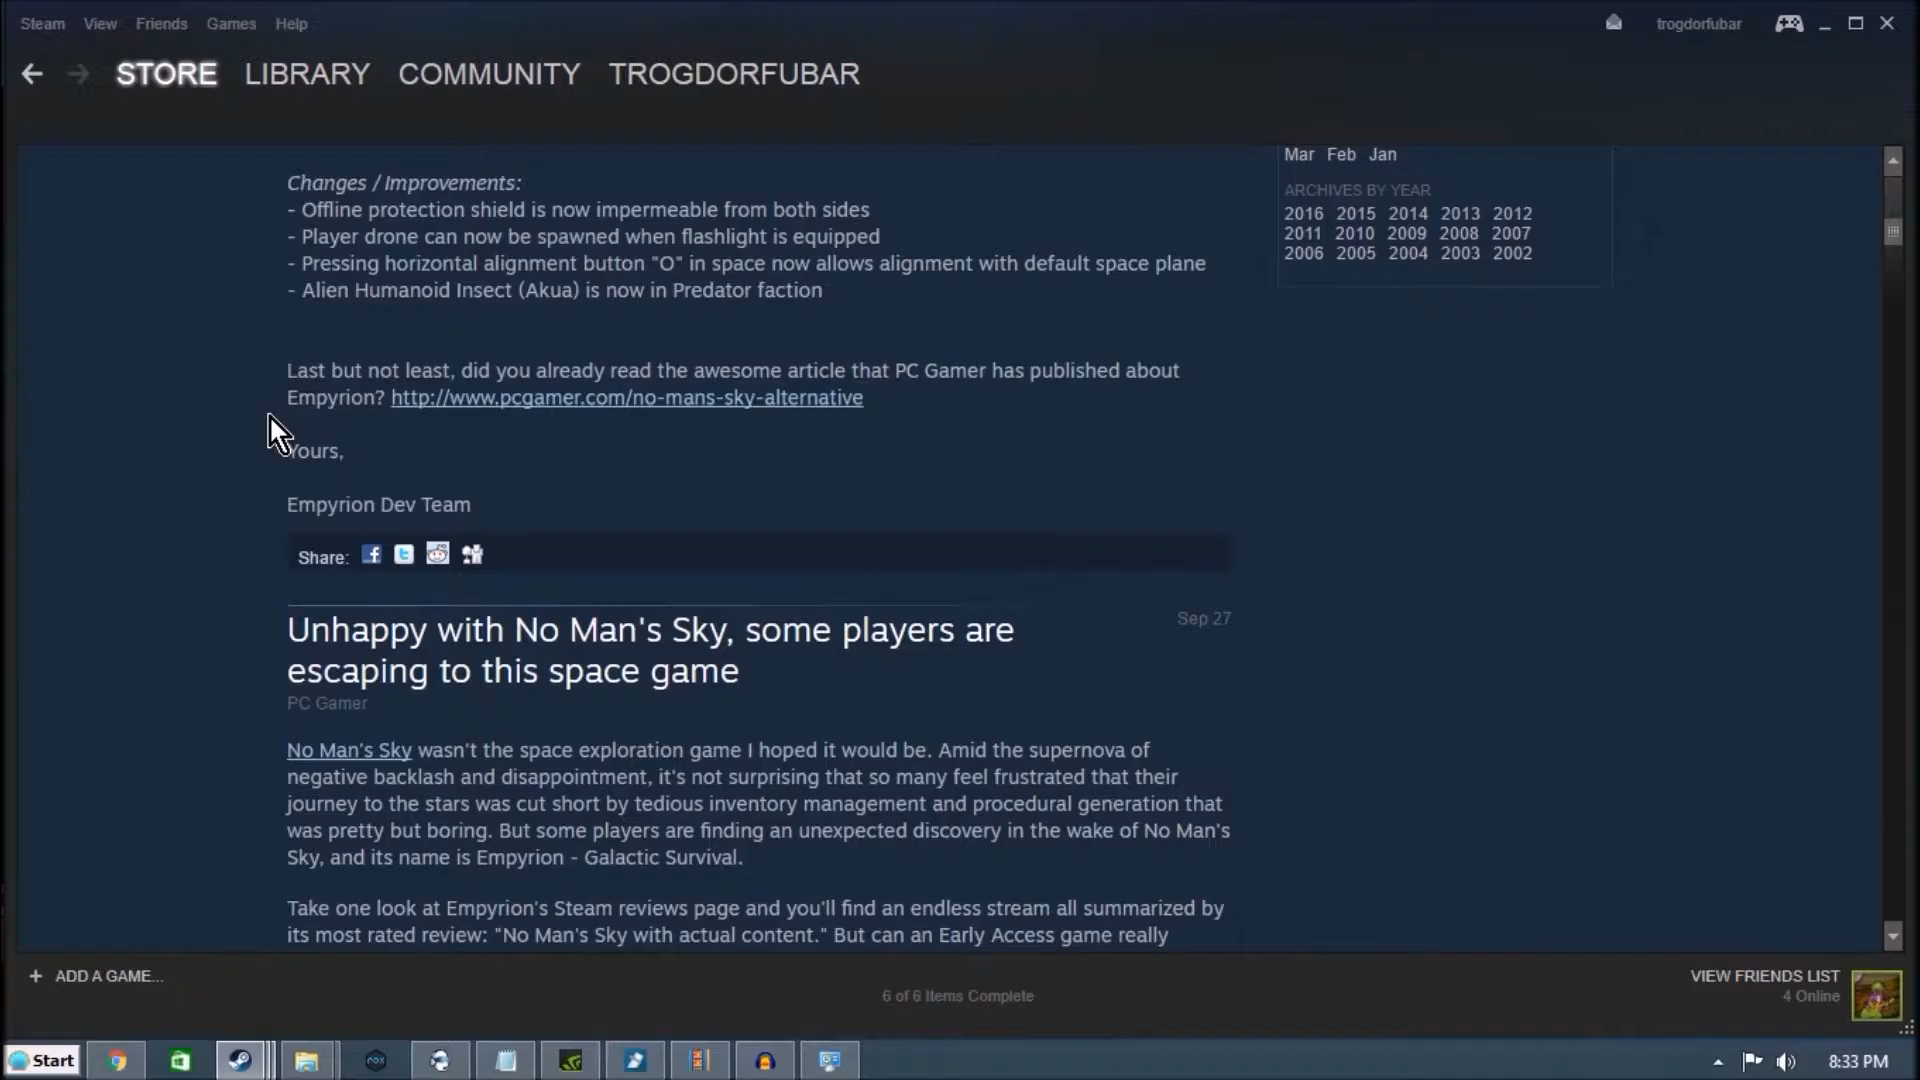 Steam View Friends Games Help
trogdorfubar
STORE LIBRARY COMMUNITY TROGDORFUBAR
Changes / Improvements:
- Offline protection shield is now impermeable from both sides
- Player drone can now be spawned when flashlight is equipped
- Pressing horizontal alignment button "O" in space now allows alignment with default space plane
- Alien Humanoid Insect (Akua) is now in Predator faction
Last but not least, did you already read the awesome article that PC Gamer has published about
Empyrion? http://www.pcgamer.com/no-mans-sky-alternative
Yours,
Empyrion Dev Team
Share:
Unhappy with No Man's Sky, some players are
escaping to this space game
Sep 27
PC Gamer
No Man's Sky wasn't the space exploration game I hoped it would be. Amid the supernova of
negative backlash and disappointment, it's not surprising that so many feel frustrated that their
journey to the stars was cut short by tedious inventory management and procedural generation that
was pretty but boring. But some players are finding an unexpected discovery in the wake of No Man's
Sky, and its name is Empyrion - Galactic Survival.
Take one look at Empyrion's Steam reviews page and you'll find an endless stream all summarized by
its most rated review: "No Man's Sky with actual content." But can an Early Access game really
Mar Feb Jan
ARCHIVES BY YEAR
2016 2015 2014 2013 2012
2011 2010 2009 2008 2007
2006 2005 2004 2003 2002
+ ADD A GAME...
6 of 6 Items Complete
VIEW FRIENDS LIST
4 Online
Start
8:33 PM